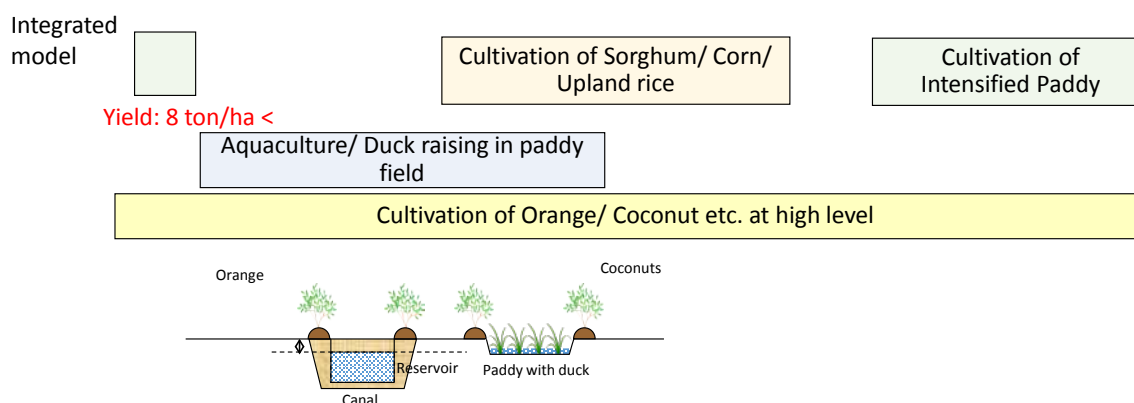 Integrated
model
Cultivation of Sorghum/ Corn/
Upland rice
Cultivation of
Intensified Paddy
Yield: 8 ton/ha <
Aquaculture/ Duck raising in paddy
field
Cultivation of Orange/ Coconut etc. at high level
Orange
Coconuts
Reservoir
Paddy with duck
Canal